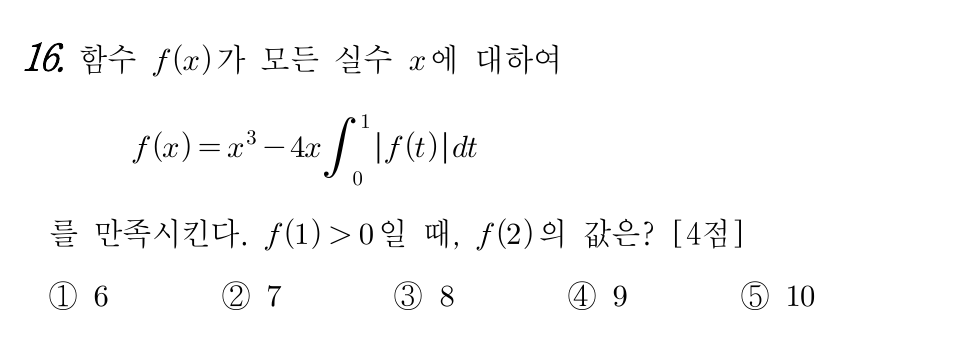 16. 함수 f(x)가 모든 실수 x에 대하여
f(x)=x³-4x∫₀¹|f(t)|dt
를 만족시킨다. f(1)>0일 때, f(2)의 값은? [4점]
① 6 ② 7 ③ 8 ④ 9 ⑤ 10